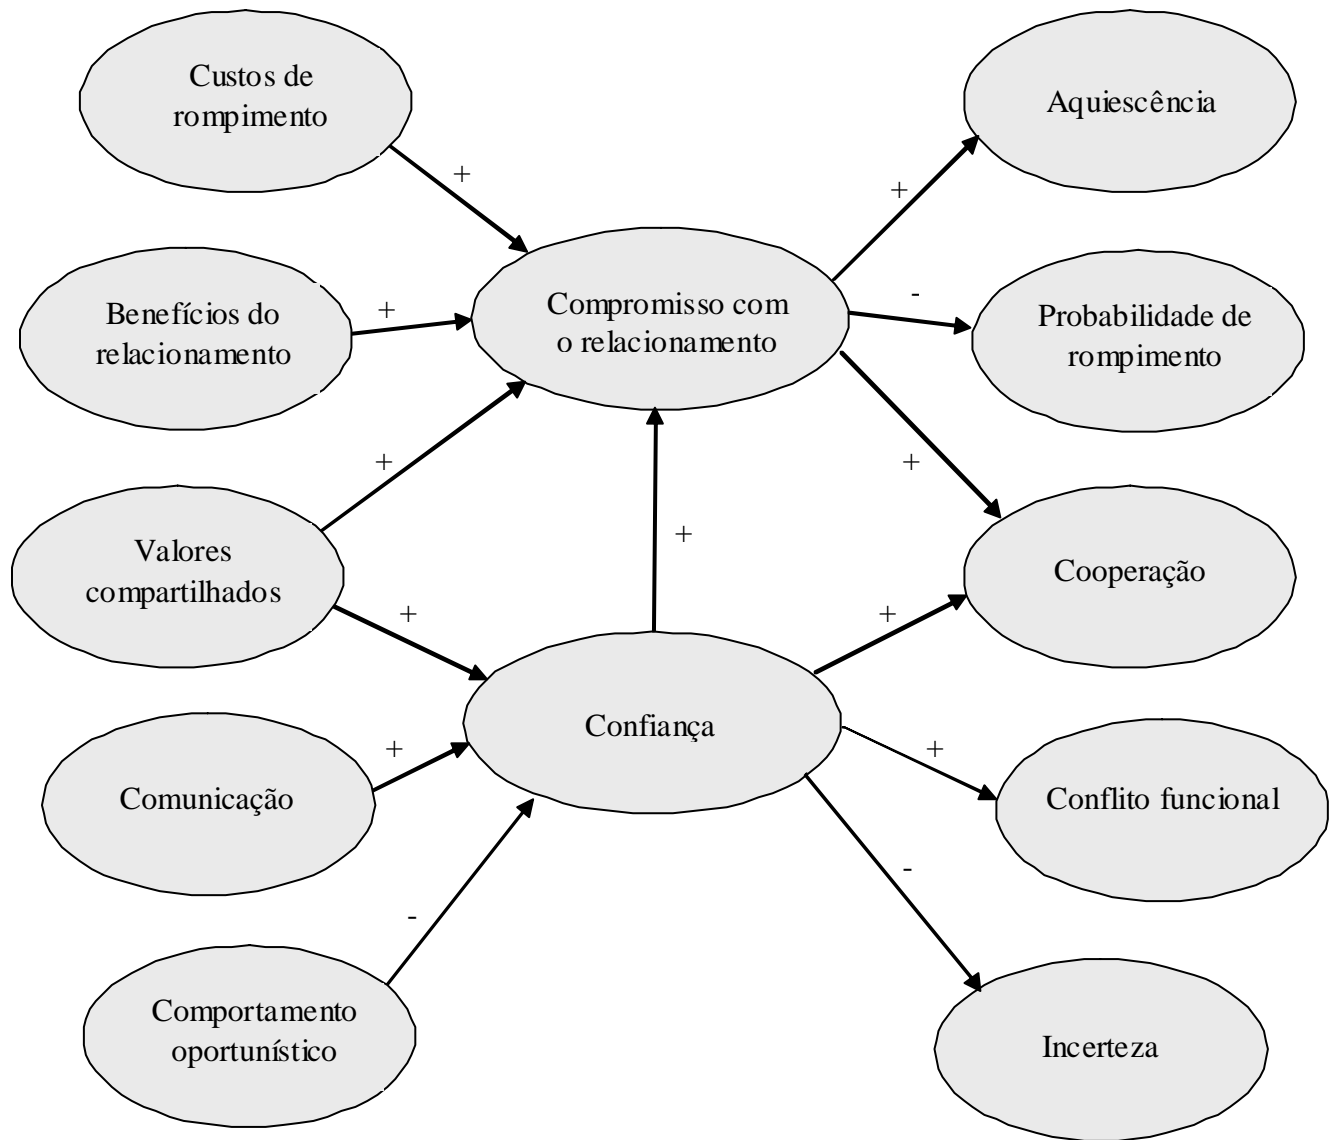 Custos de
rompimento
Aquiescência
+
+
Benefícios do
relacionamento
+
Compromisso com
o relacionamento
-
Probabilidade de
rompimento
+
+
Valores
compartilhados
+
Cooperação
+
+
Confiança
Comunicação
+
+
Conflito funcional
-
-
Comportamento
oportunístico
Incerteza